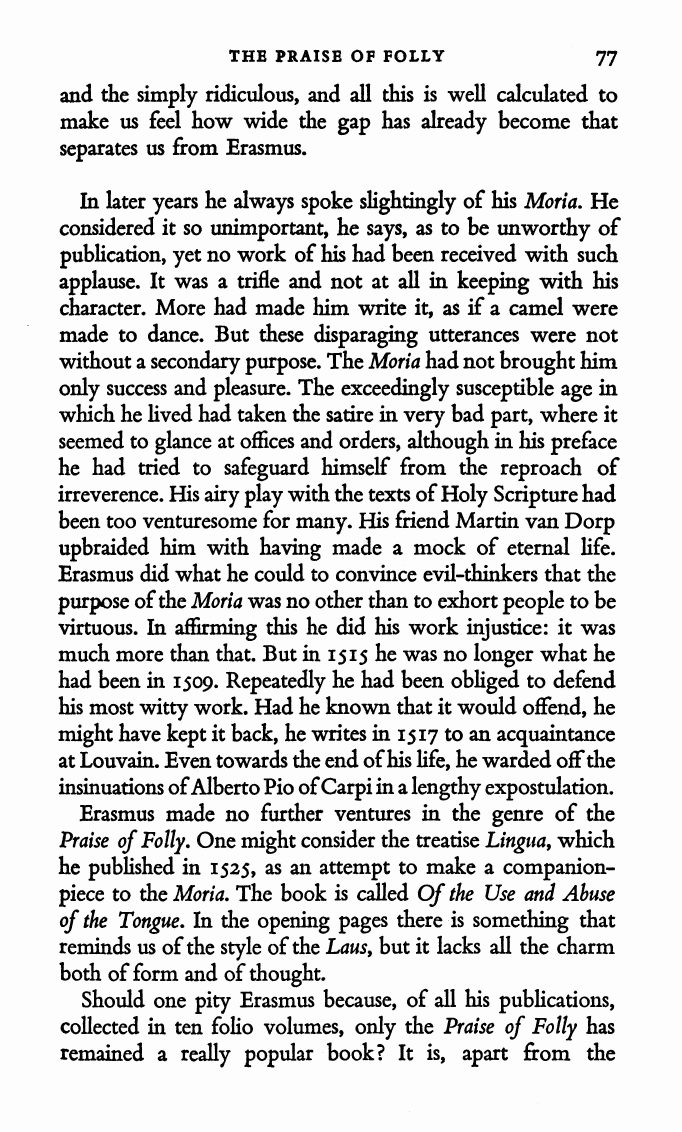 THE PRAISE OF FOLLY 77
and the simply ridiculous, and all this is well calculated to
make us feel how wide the gap has already become that
separates us from Erasmus.
In later years he always spoke slightingly of his Moria. He
considered it so unimportant, he says, as to be unworthy of
publication, yet no work of his had been received with such
applause. It was a trifle and not at all in keeping with his
character. More had made him write it, as if a camel were
made to dance. But these disparaging utterances were not
without a secondary purpose. The Moria had not brought him
only success and pleasure. The exceedingly susceptible age in
which he lived had taken the satire in very bad part, where it
seemed to glance at offices and orders, although in his preface
he had tried to safeguard himself from the reproach of
irreverence. His airy play with the texts of Holy Scripture had
been too venturesome for many. His friend Martin van Dorp
upbraided him with having made a mock of eternal life.
Erasmus did what he could to convince evil-thinkers that the
purpose of the Moria was no other than to exhort people to be
virtuous. In affirming this he did his work injustice: it was
much more than that. But in 1515 he was no longer what he
had been in 1509. Repeatedly he had been obliged to defend
his most witty work. Had he known that it would offend, he
might have kept it back, he writes in 1517 to an acquaintance
at Louvain. Even towards the end of his life, he warded off the
insinuations of Alberto Pio of Carpi in a lengthy expostulation.
Erasmus made no further ventures in the genre of the
Praise of Folly. One might consider the treatise Lingua, which
he published in 1525, as an attempt to make a companion-
piece to the Moria. The book is called Of the Use and Abuse
of the Tongue. In the opening pages there is something that
reminds us of the style of the Laus, but it lacks all the charm
both of form and of thought.
Should one pity Erasmus because, of all his publications,
collected in ten folio volumes, only the Praise of Folly has
remained a really popular book? It is, apart from the